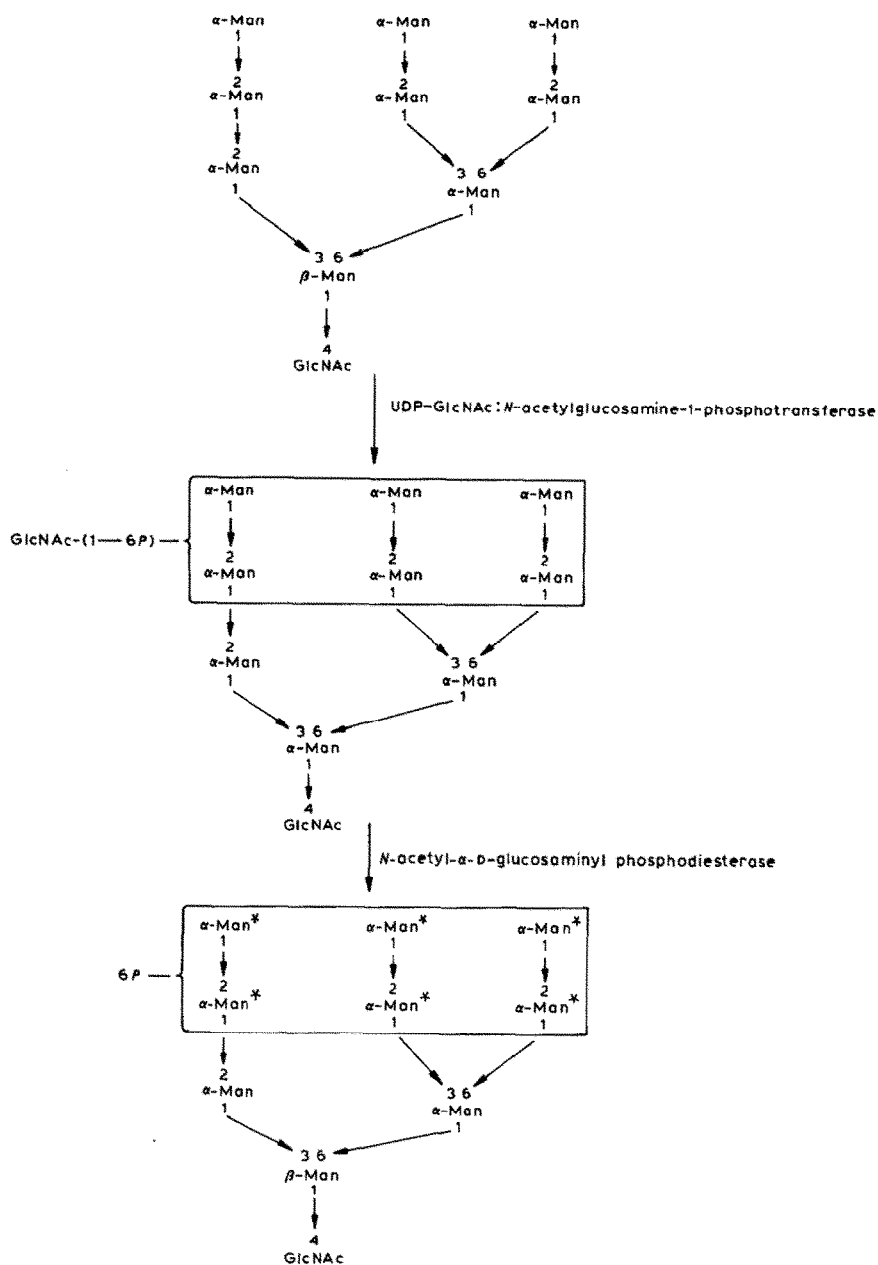 α-Man α-Man α-Man
1 1 1
2 2 2
α-Man α-Man α-Man
1 1 1
2
α-Man
1
3 6
α-Man
1
3 6
β-Man
1
4
GlcNAc
UDP-GlcNAc:N-acetylglucosamine-1-phosphotransferase
α-Man α-Man α-Man
1 1 1
GlcNAc-(1—6P)
2 2 2
α-Man α-Man α-Man
1 1 1
2
α-Man
1
3 6
α-Man
1
3 6
α-Man
1
4
GlcNAc
N-acetyl-α-D-glucosaminyl phosphodiesterase
α-Man* α-Man* α-Man*
1 1 1
6P
2 2 2
α-Man* α-Man* α-Man*
1 1 1
2
α-Man
1
3 6
α-Man
1
3 6
β-Man
1
4
GlcNAc